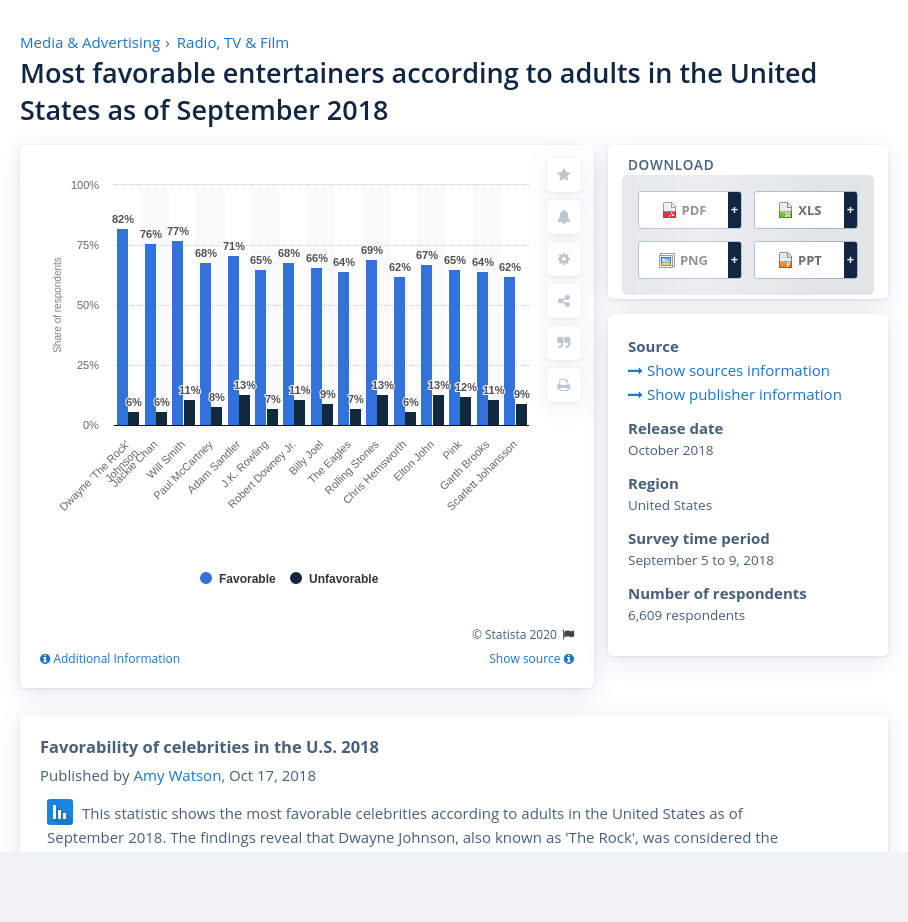 Media & Advertising › Radio, TV & Film
Most favorable entertainers according to adults in the United
States as of September 2018
100%
75%
50%
25%
0%
Share of respondents
82%
76%
77%
68%
71%
65%
68%
66%
64%
69%
62%
67%
65%
64%
62%
6%
6%
11%
8%
13%
7%
11%
9%
7%
13%
6%
13%
12%
11%
9%
Dwayne 'The Rock'
Johnson
Jackie Chan
Will Smith
Paul McCartney
Adam Sandler
J.K. Rowling
Robert Downey Jr.
Billy Joel
The Eagles
Rolling Stones
Chris Hemsworth
Elton John
Pink
Garth Brooks
Scarlett Johansson
Favorable Unfavorable
© Statista 2020
Additional Information
Show source
DOWNLOAD
PDF + XLS +
PNG + PPT +
Source
Show sources information
Show publisher information
Release date
October 2018
Region
United States
Survey time period
September 5 to 9, 2018
Number of respondents
6,609 respondents
Favorability of celebrities in the U.S. 2018
Published by Amy Watson, Oct 17, 2018
This statistic shows the most favorable celebrities according to adults in the United States as of
September 2018. The findings reveal that Dwayne Johnson, also known as 'The Rock', was considered the